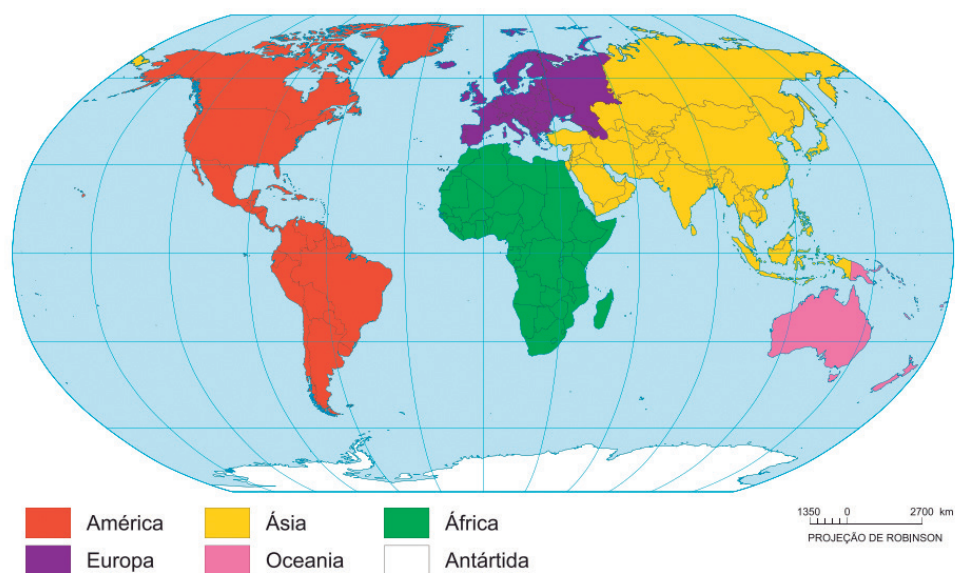 América
Ásia
África
Europa
Oceania
Antártida
1350 0 2700 km
PROJEÇÃO DE ROBINSON